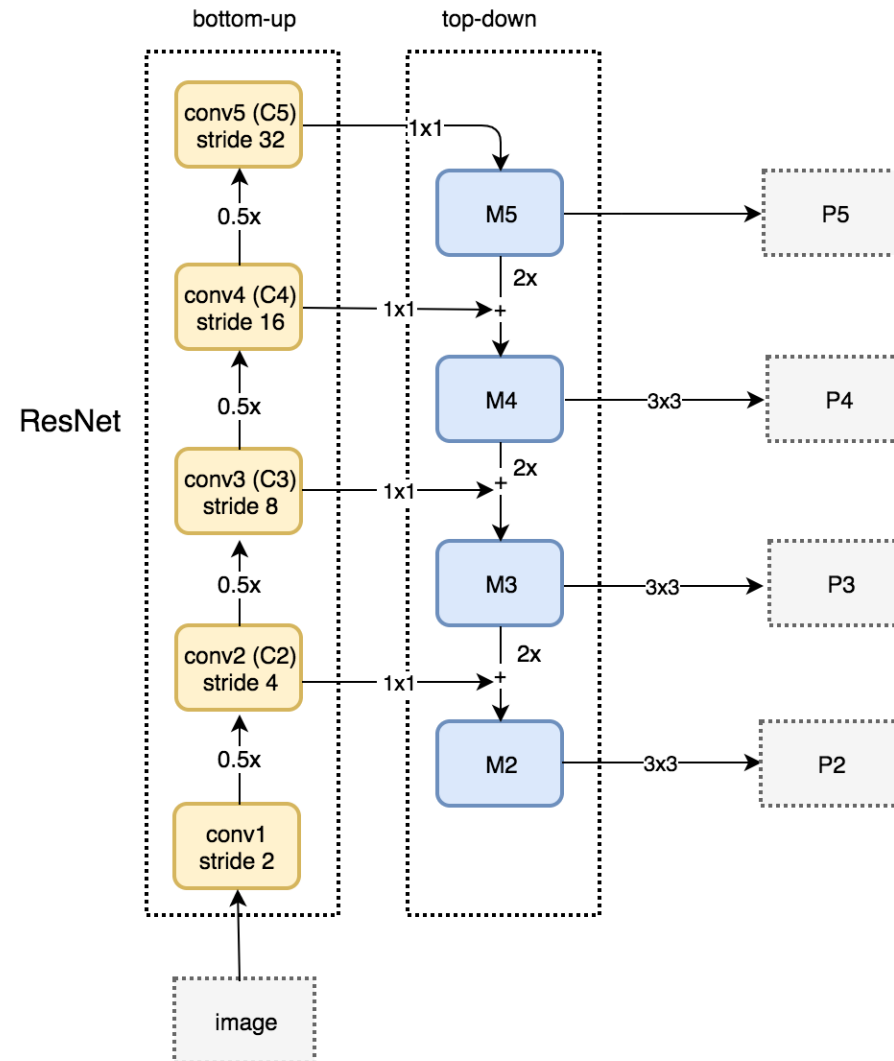 bottom-up
top-down
conv5 (C5)
stride 32
1x1
M5
P5
0.5x
2x
conv4 (C4)
stride 16
1x1
+
M4
3x3
P4
0.5x
ResNet
2x
conv3 (C3)
stride 8
1x1
+
M3
3x3
P3
0.5x
2x
conv2 (C2)
stride 4
1x1
+
M2
3x3
P2
0.5x
conv1
stride 2
image